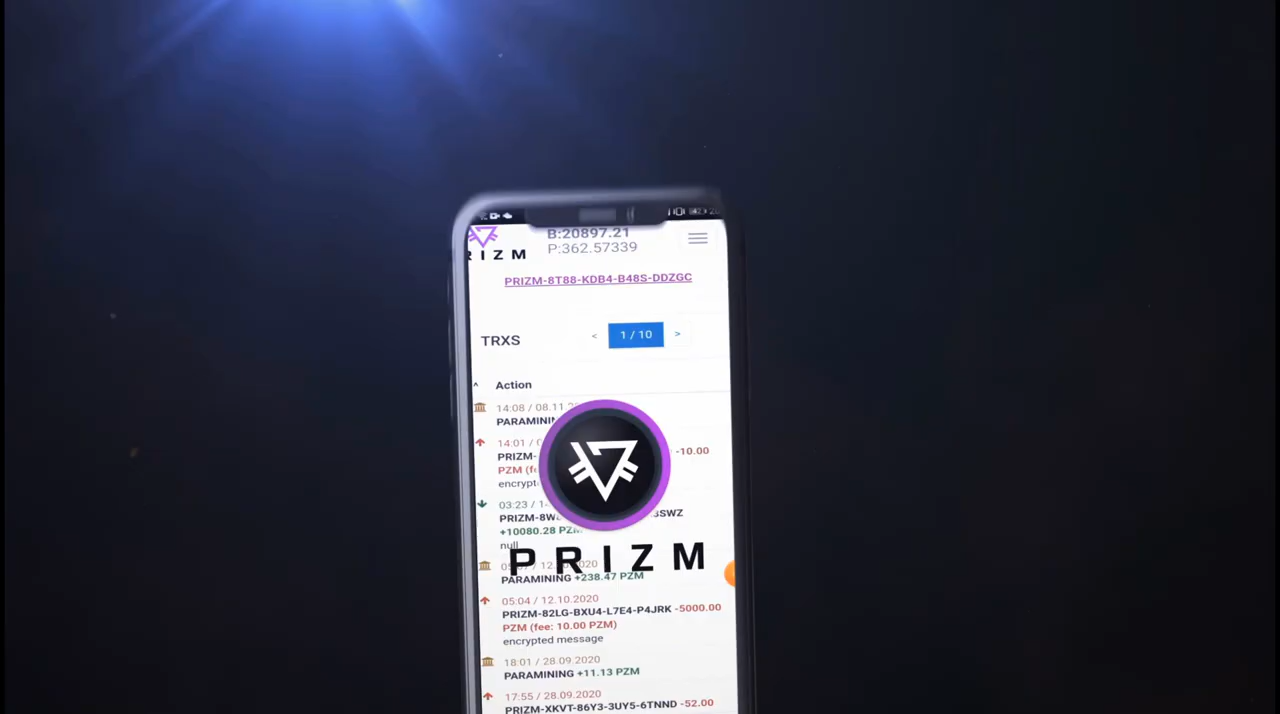 B:20897.21
P:362.57339
RIZM
PRIZM-8T88-KDB4-B48S-DDZGC
TRXS
< 1 / 10 >
^ Action
14:08 / 08.11
PARAMININ
14:01 /
PRIZM- -10.00
PZM
encrypt
03:23 /
PRIZM-8W SWZ
+10080.28 PZM
null
PRIZM
12. 2020
PARAMINING +238.47 PZM
05:04 / 12.10.2020
PRIZM-82LG-BXU4-L7E4-P4JRK -5000.00
PZM (fee: 10.00 PZM)
encrypted message
18:01 / 28.09.2020
PARAMINING +11.13 PZM
17:55 / 28.09.2020
PRIZM-XKVT-86Y3-3UY5-6TNND -52.00